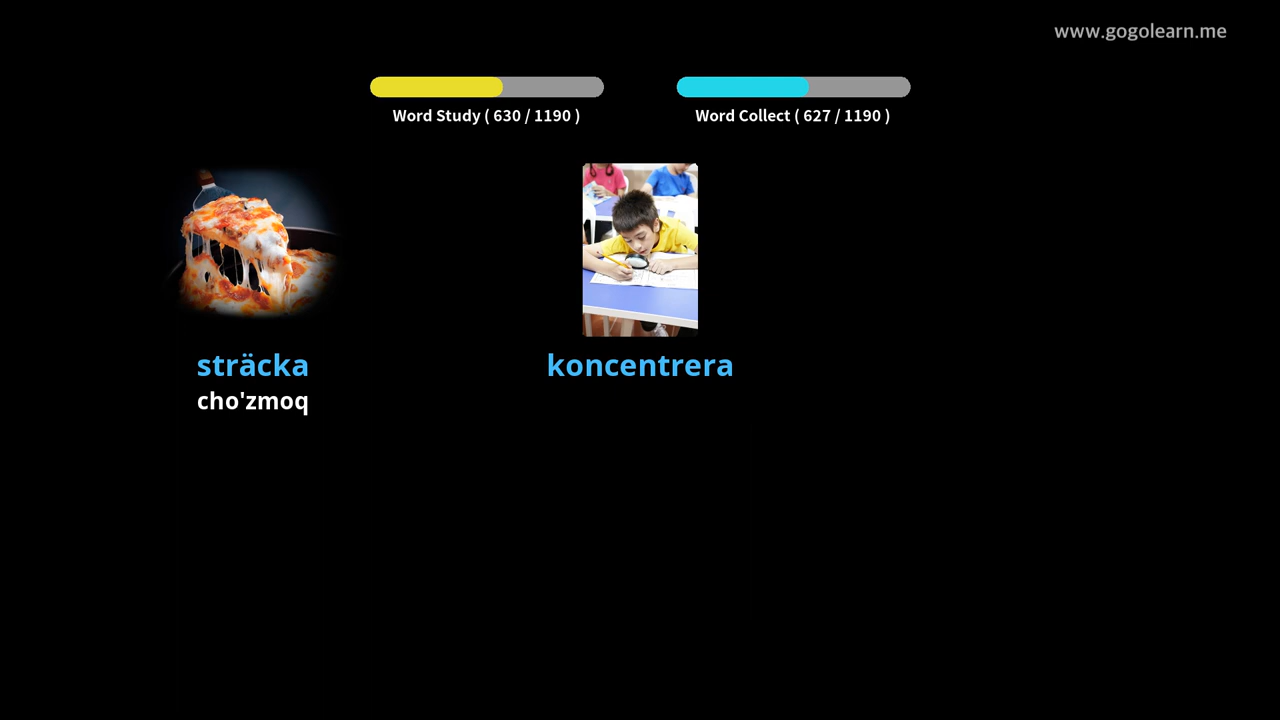 www.gogolearn.me
Word Study ( 630 / 1190 )
Word Collect ( 627 / 1190 )
sträcka
cho'zmoq
koncentrera